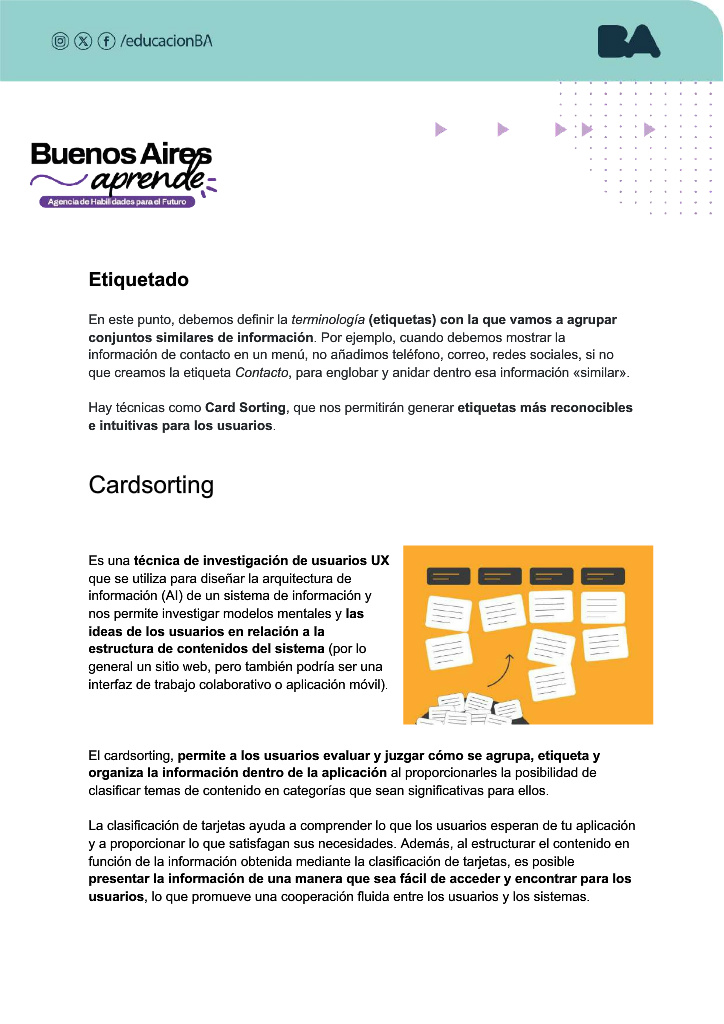 /educacionBA
BA
Buenos Aires
aprende
Agencia de Habilidades para el Futuro
Etiquetado
En este punto, debemos definir la terminología (etiquetas) con la que vamos a agrupar
conjuntos similares de información. Por ejemplo, cuando debemos mostrar la
información de contacto en un menú, no añadimos teléfono, correo, redes sociales, si no
que creamos la etiqueta Contacto, para englobar y anidar dentro esa información «similar».
Hay técnicas como Card Sorting, que nos permitirán generar etiquetas más reconocibles
e intuitivas para los usuarios.
Cardsorting
Es una técnica de investigación de usuarios UX
que se utiliza para diseñar la arquitectura de
información (AI) de un sistema de información y
nos permite investigar modelos mentales y las
ideas de los usuarios en relación a la
estructura de contenidos del sistema (por lo
general un sitio web, pero también podría ser una
interfaz de trabajo colaborativo o aplicación móvil).
El cardsorting, permite a los usuarios evaluar y juzgar cómo se agrupa, etiqueta y
organiza la información dentro de la aplicación al proporcionarles la posibilidad de
clasificar temas de contenido en categorías que sean significativas para ellos.
La clasificación de tarjetas ayuda a comprender lo que los usuarios esperan de tu aplicación
y a proporcionar lo que satisfagan sus necesidades. Además, al estructurar el contenido en
función de la información obtenida mediante la clasificación de tarjetas, es posible
presentar la información de una manera que sea fácil de acceder y encontrar para los
usuarios, lo que promueve una cooperación fluida entre los usuarios y los sistemas.